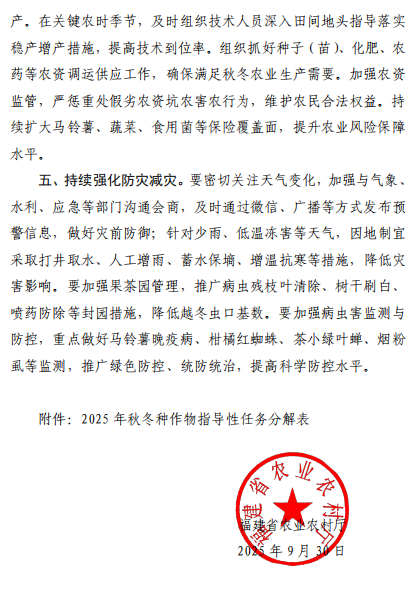 产。在关键农时季节，及时组织技术人员深入田间地头指导落实
稳产增产措施，提高技术到位率。组织抓好种子（苗）、化肥、农
药等农资调运供应工作，确保满足秋冬农业生产需要。加强农资
监管，严惩重处假劣农资坑农害农行为，维护农民合法权益。持
续扩大马铃薯、蔬菜、食用菌等保险覆盖面，提升农业风险保障
水平。
五、持续强化防灾减灾。要密切关注天气变化，加强与气象、
水利、应急等部门沟通会商，及时通过微信、广播等方式发布预
警信息，做好灾前防御；针对少雨、低温冻害等天气，因地制宜
采取打井取水、人工增雨、蓄水保墒、增温抗寒等措施，降低灾
害影响。要加强果茶园管理，推广病虫残枝叶清除、树干刷白、
喷药防除等封园措施，降低越冬虫口基数。要加强病虫害监测与
防控，重点做好马铃薯晚疫病、柑橘红蜘蛛、茶小绿叶蝉、烟粉
虱等监测，推广绿色防控、统防统治，提高科学防控水平。
附件：2025 年秋冬种作物指导性任务分解表
福建省农业农村厅
福建省农业农村厅
2025 年 9 月 30 日